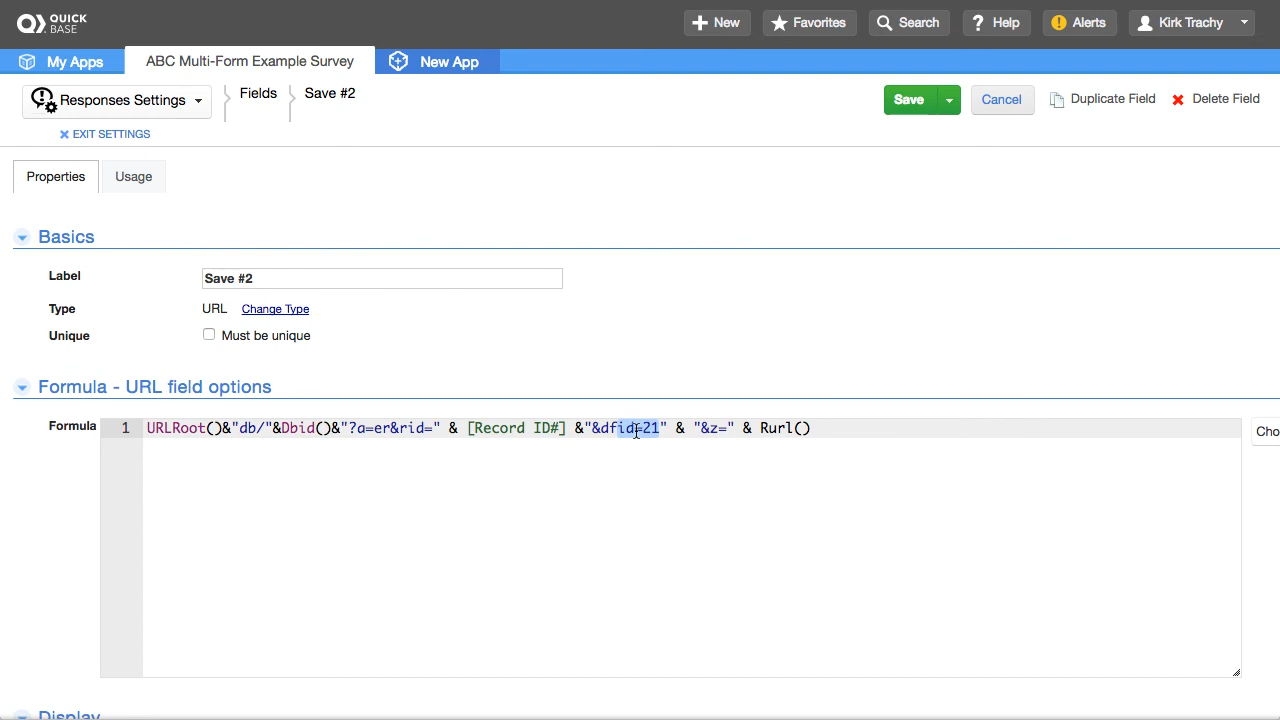 QUICK BASE
New
Favorites
Search
? Help
Alerts
Kirk Trachy
My Apps
ABC Multi-Form Example Survey
New App
Responses Settings
Fields
Save #2
Save
Cancel
Duplicate Field
Delete Field
EXIT SETTINGS
Properties
Usage
Basics
Label
Save #2
Type
URL
Change Type
Unique
Must be unique
Formula - URL field options
Formula
1
URLRoot()&"db/"&Dbid()&"?a=er&rid=" & [Record ID#] &"&dfid=21" & "&z=" & Rurl()
Cho
Display